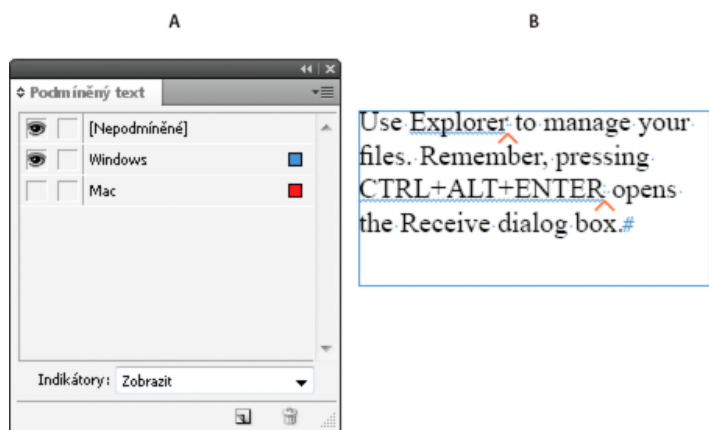 A
B
Podmíněný text
[Nepodmíněné]
Windows
Mac
Indikátory: Zobrazit
Use Explorer to manage your
files. Remember, pressing
CTRL+ALT+ENTER opens
the Receive dialog box.#